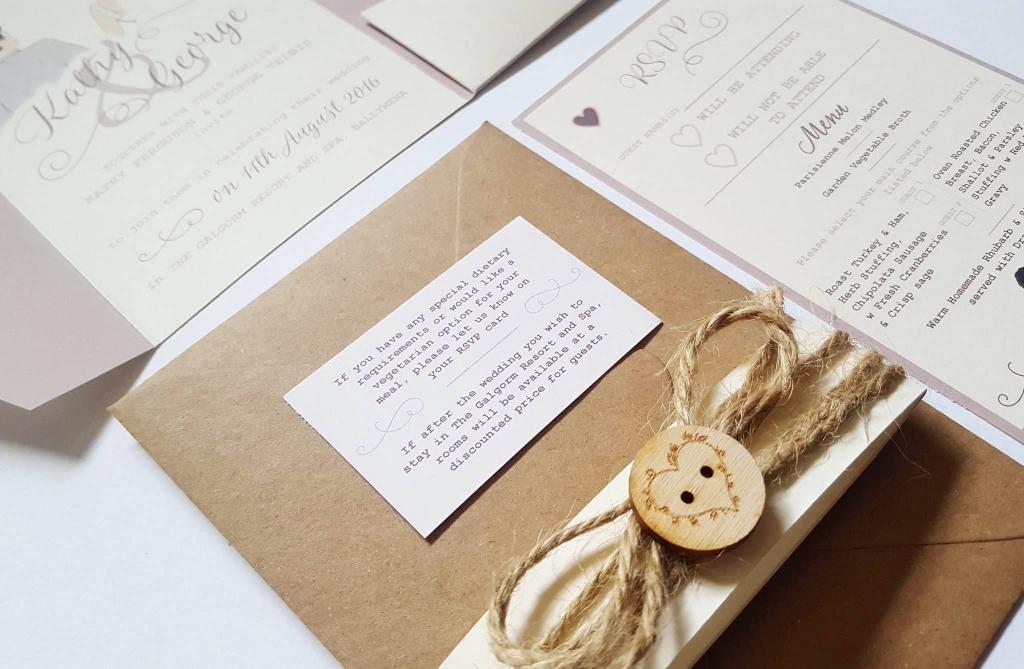 Kathy
&
George
TOGETHER WITH THEIR FAMILIES
KATHY FERGUSON & GEORGE TELIS
invite
to join them in celebrating their wedding
on 14th August 2016
in THE GALGORM RESORT AND SPA, BALLYMENA
If you have any special dietary
requirements or would like a
vegetarian option for your
meal, please let us know on
your RSVP card
If after the wedding you wish to
stay in The Galgorm Resort and Spa,
rooms will be available at a
discounted price for guests.
RSVP
GUEST NAMES(s)
WILL BE ATTENDING
WILL NOT BE ABLE
TO ATTEND
Menu
Parisienne Melon Medley
Garden Vegetable Broth
Please select your main course from the options
listed below
Roast Turkey & Ham,
Herb Stuffing,
Chipolata Sausage
w Fresh Cranberries
& Crisp sage
Oven Roasted Chicken
Breast, Bacon,
Shallot & Parsley
Stuffing w Red
Gravy
Warm Homemade Rhubarb &
served with